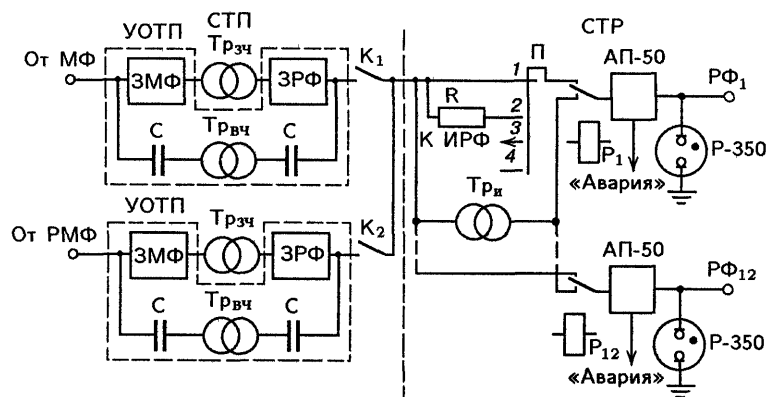 УОТП
СТП
Тр зч
От МФ
ЗМФ
ЗРФ
К1
С
Тр вч
С
УОТП
Тр зч
От РМФ
ЗМФ
ЗРФ
К2
С
Тр вч
С
СТР
1
П
R
2
К ИРФ
3
4
Тр и
АП-50
РФ1
Р1
Р-350
«Авария»
АП-50
РФ12
Р12
Р-350
«Авария»